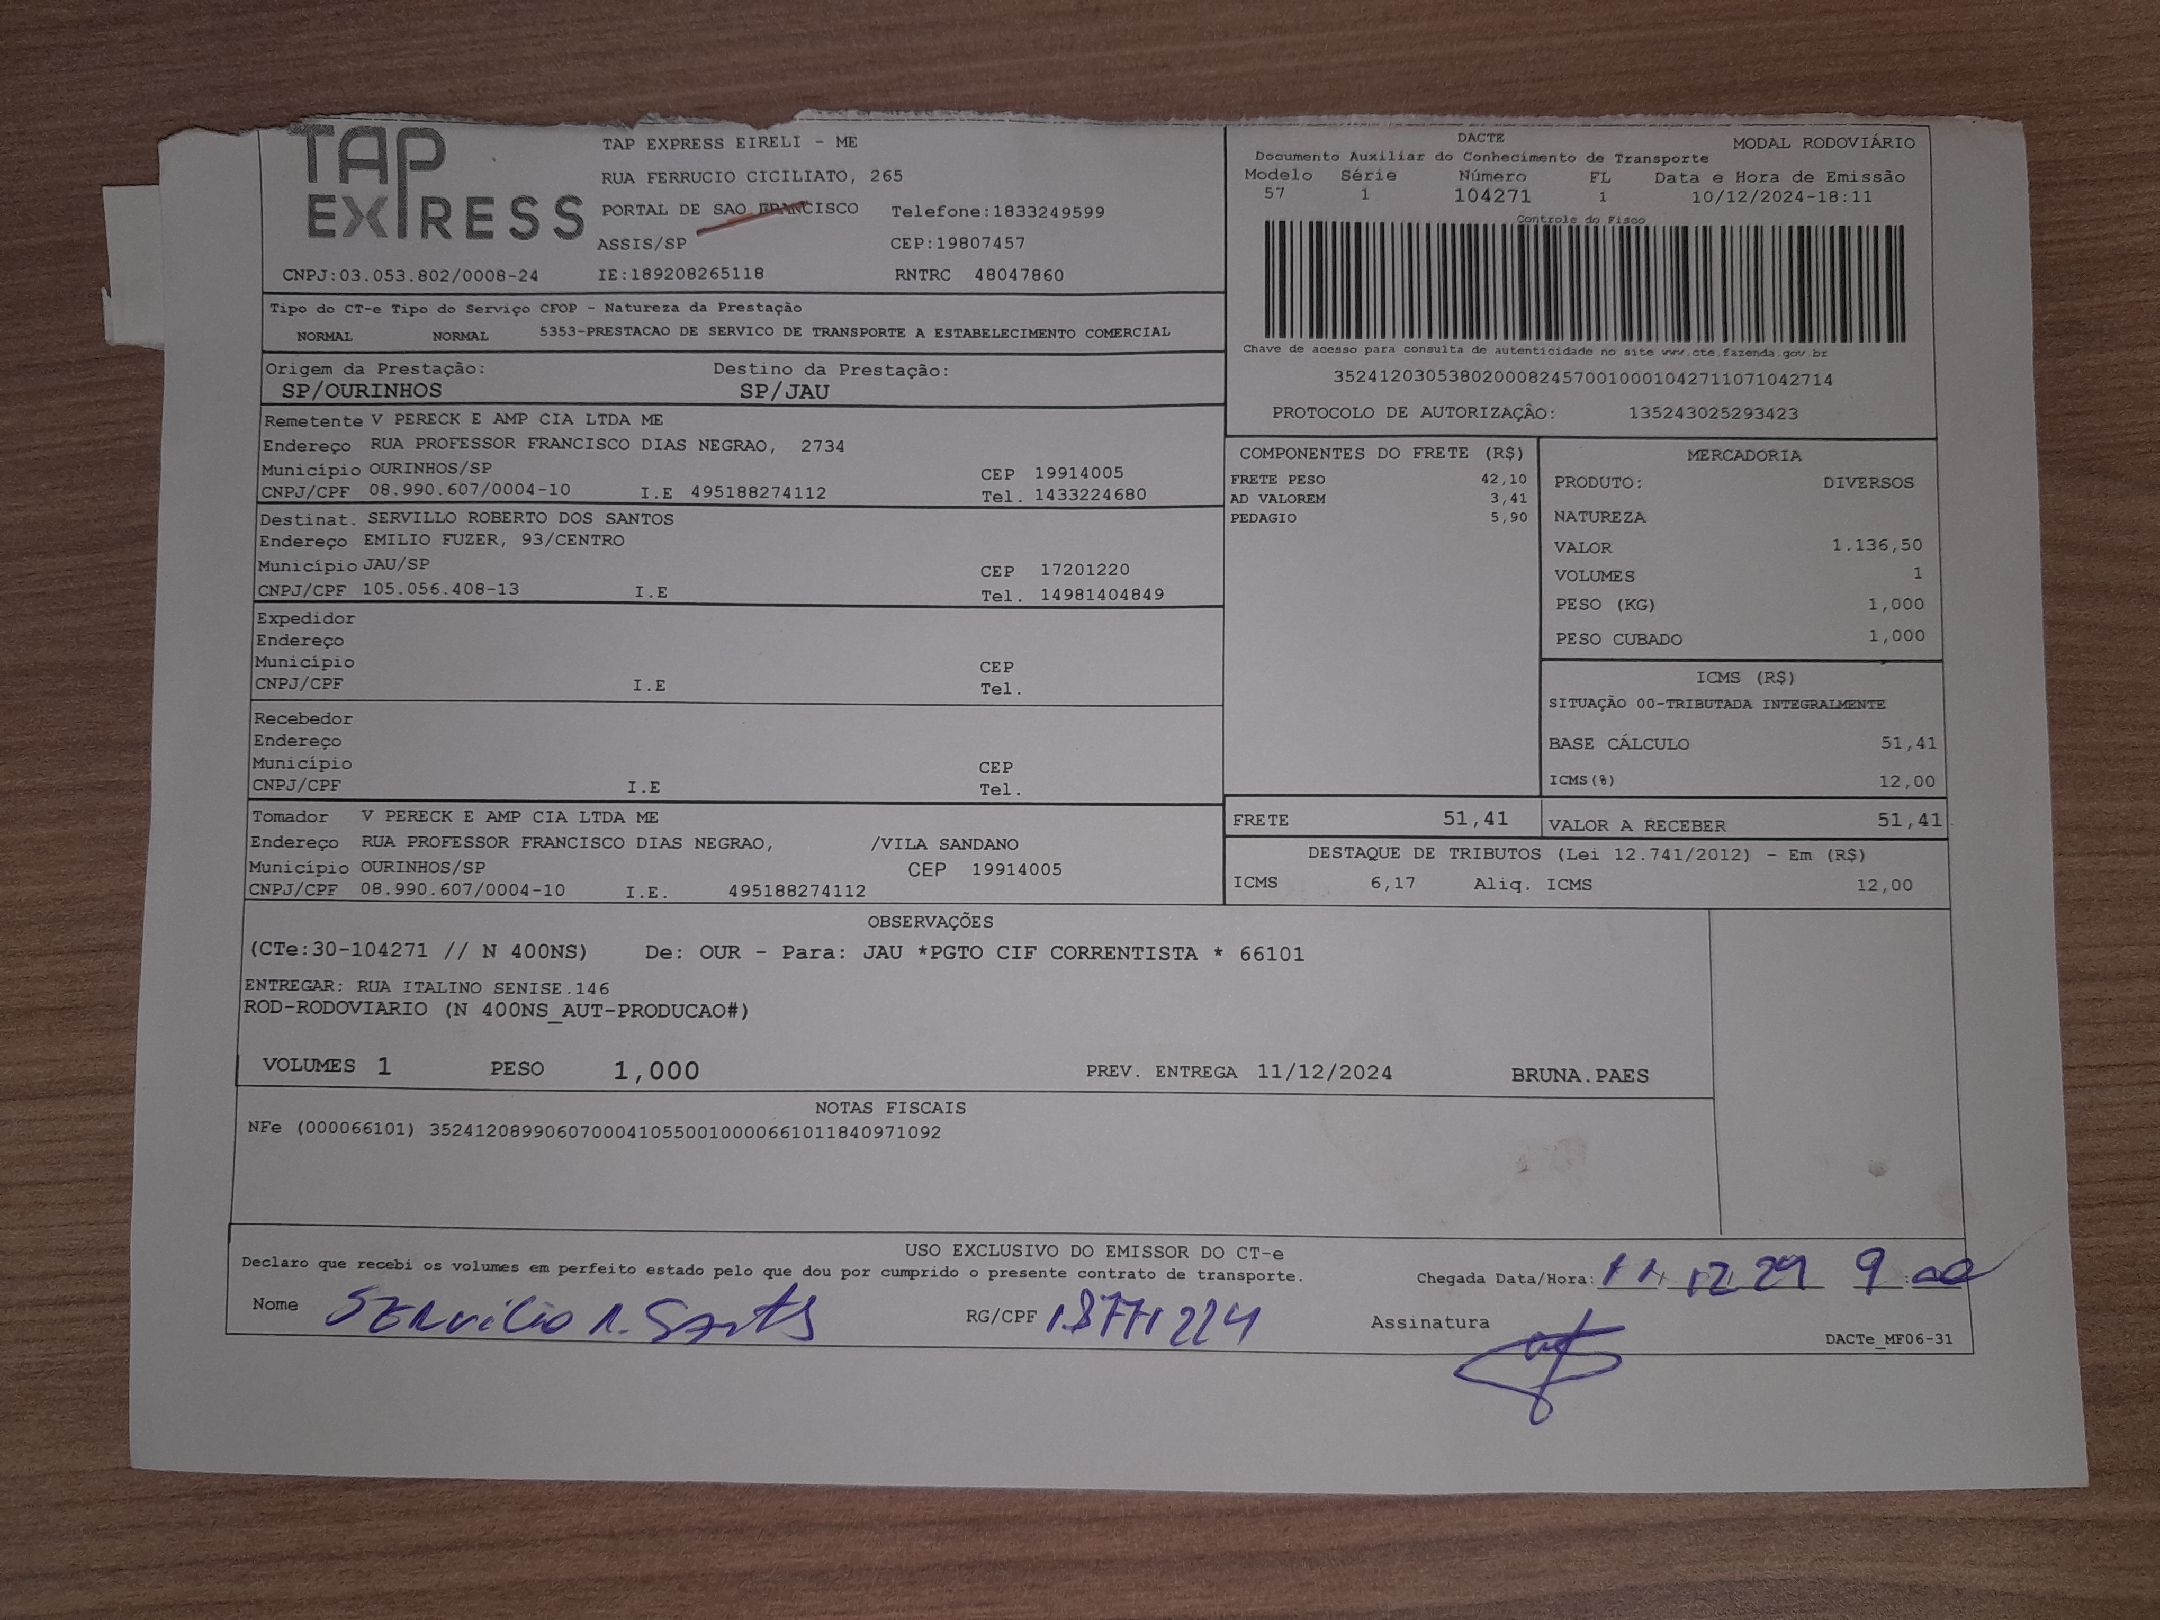 TAP EXPRESS
TAP EXPRESS EIRELI - ME
RUA FERRUCIO CICILIATO, 265
PORTAL DE SAO FRANCISCO Telefone:1833249599
ASSIS/SP CEP:19807457
CNPJ:03.053.802/0008-24 IE:189208265118 RNTRC 48047860
DACTE MODAL RODOVIÁRIO
Documento Auxiliar do Conhecimento de Transporte
Modelo Série Número FL Data e Hora de Emissão
57 1 104271 1 10/12/2024-18:11
Controle do Fisco
Chave de acesso para consulta de autenticidade no site www.cte.fazenda.gov.br
35241203053802000824570010001042711071042714
PROTOCOLO DE AUTORIZAÇÃO: 135243025293423
Tipo do CT-e Tipo do Serviço CFOP - Natureza da Prestação
NORMAL NORMAL 5353-PRESTACAO DE SERVICO DE TRANSPORTE A ESTABELECIMENTO COMERCIAL
Origem da Prestação: Destino da Prestação:
SP/OURINHOS SP/JAU
Remetente V PERECK E AMP CIA LTDA ME
Endereço RUA PROFESSOR FRANCISCO DIAS NEGRAO, 2734
Município OURINHOS/SP CEP 19914005
CNPJ/CPF 08.990.607/0004-10 I.E 495188274112 Tel. 1433224680
Destinat. SERVILLO ROBERTO DOS SANTOS
Endereço EMILIO FUZER, 93/CENTRO
Município JAU/SP CEP 17201220
CNPJ/CPF 105.056.408-13 I.E Tel. 14981404849
Expedidor
Endereço
Município CEP
CNPJ/CPF I.E Tel.
Recebedor
Endereço
Município CEP
CNPJ/CPF I.E Tel.
Tomador V PERECK E AMP CIA LTDA ME
Endereço RUA PROFESSOR FRANCISCO DIAS NEGRAO, /VILA SANDANO
Município OURINHOS/SP CEP 19914005
CNPJ/CPF 08.990.607/0004-10 I.E. 495188274112
COMPONENTES DO FRETE (R$)
FRETE PESO 42,10
AD VALOREM 3,41
PEDAGIO 5,90
MERCADORIA
PRODUTO: DIVERSOS
NATUREZA
VALOR 1.136,50
VOLUMES 1
PESO (KG) 1,000
PESO CUBADO 1,000
ICMS (R$)
SITUAÇÃO 00-TRIBUTADA INTEGRALMENTE
BASE CÁLCULO 51,41
ICMS(%) 12,00
FRETE 51,41 VALOR A RECEBER 51,41
DESTAQUE DE TRIBUTOS (Lei 12.741/2012) - Em (R$)
ICMS 6,17 Aliq. ICMS 12,00
OBSERVAÇÕES
(CTe:30-104271 // N 400NS) De: OUR - Para: JAU *PGTO CIF CORRENTISTA * 66101
ENTREGAR: RUA ITALINO SENISE.146
ROD-RODOVIARIO (N 400NS_AUT-PRODUCAO#)
VOLUMES 1 PESO 1,000 PREV. ENTREGA 11/12/2024 BRUNA.PAES
NOTAS FISCAIS
NFe (000066101) 35241208990607000410550010000661011840971092
USO EXCLUSIVO DO EMISSOR DO CT-e
Declaro que recebi os volumes em perfeito estado pelo que dou por cumprido o presente contrato de transporte. Chegada Data/Hora: 11 12 24 9:00
Nome SERvilio R. Santos RG/CPF 18771224 Assinatura
DACTe_MF06-31